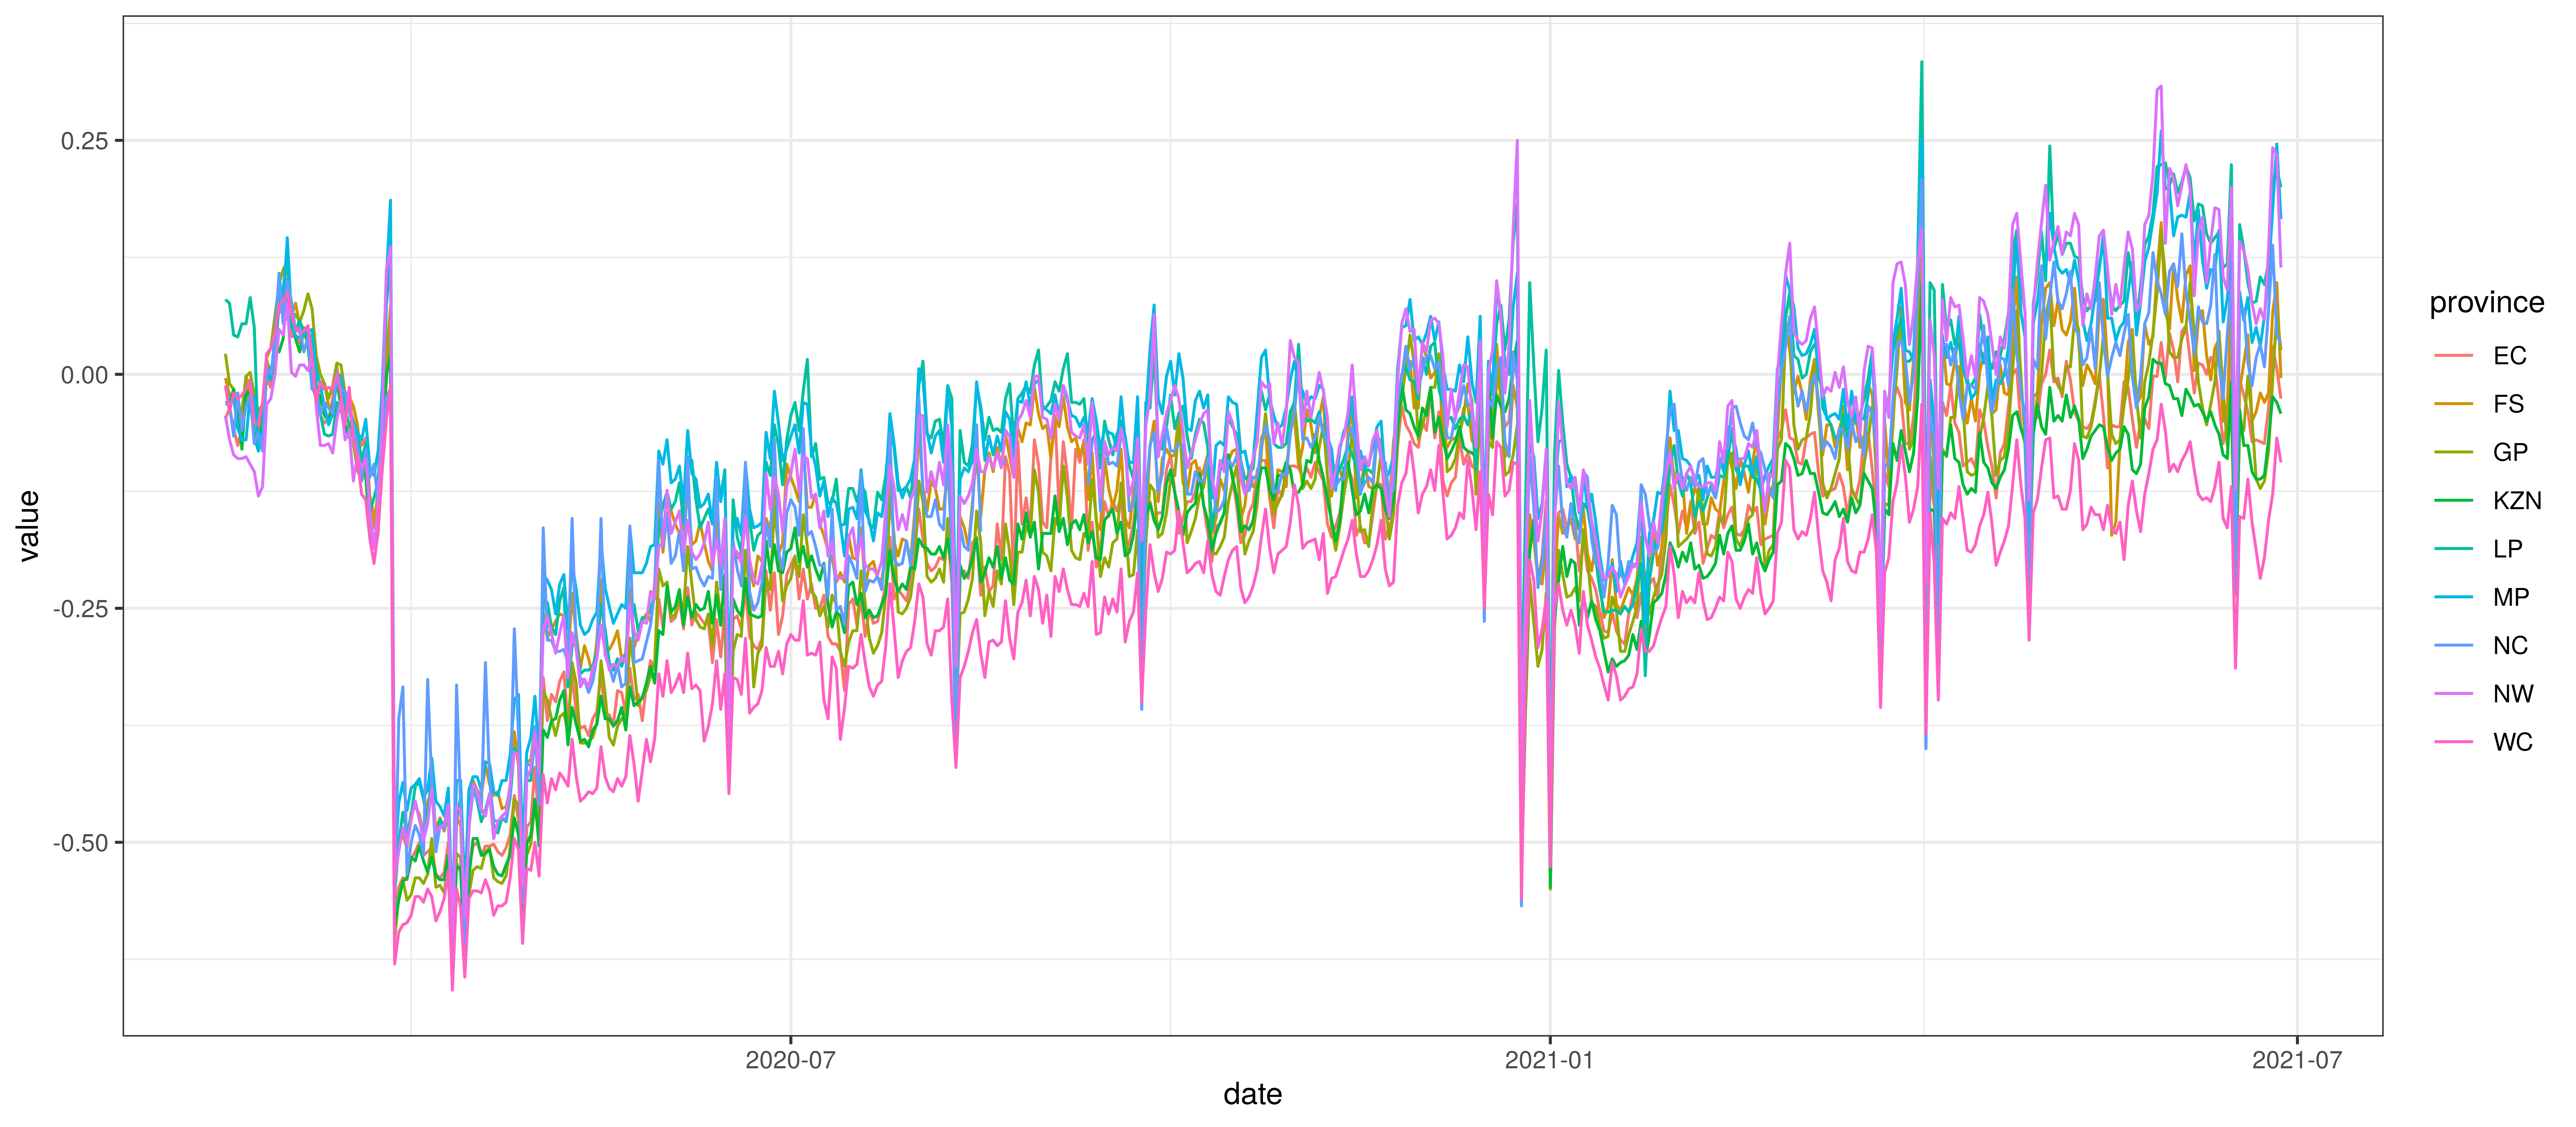 value
0.25
0.00
-0.25
-0.50
2020-07
2021-01
2021-07
date
province
EC
FS
GP
KZN
LP
MP
NC
NW
WC